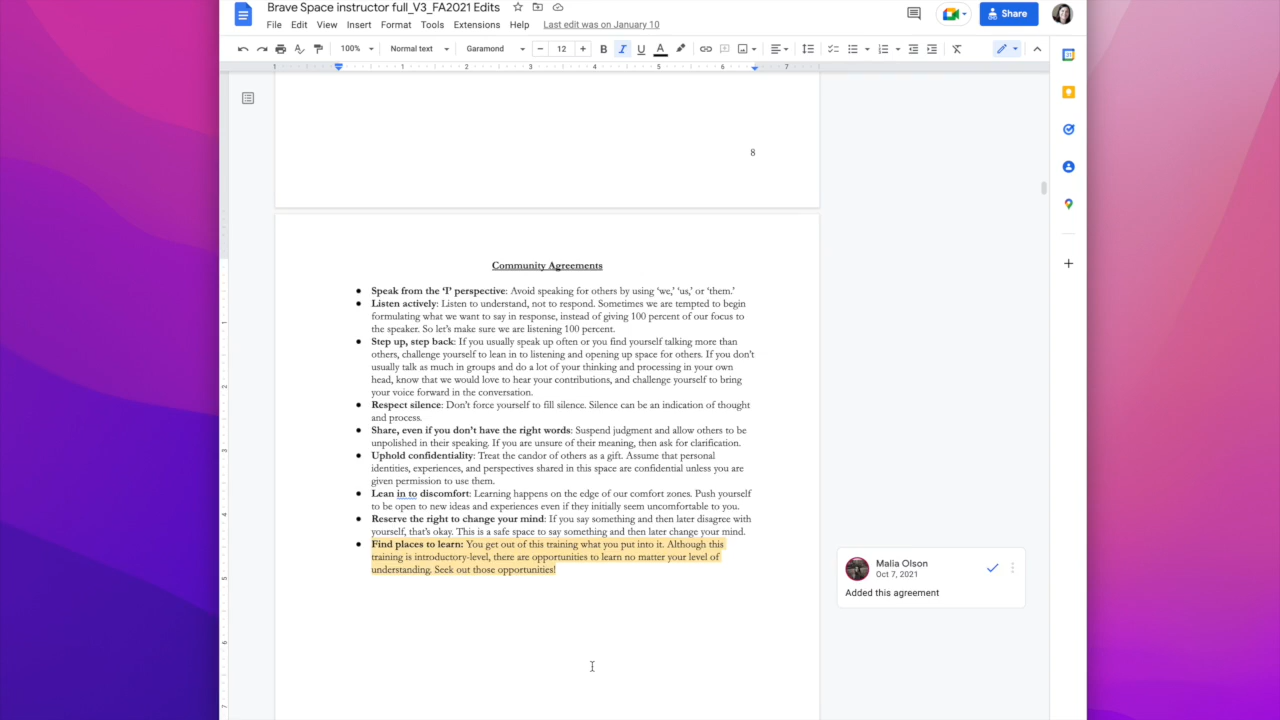 Brave Space instructor full_V3_FA2021 Edits
File Edit View Insert Format Tools Extensions Help Last edit was on January 10
Share
100% Normal text Garamond 12 B I U A
1 1 2 3 4 5 6 7
8
Community Agreements
● Speak from the ‘I’ perspective: Avoid speaking for others by using ‘we,’ ‘us,’ or ‘them.’
● Listen actively: Listen to understand, not to respond. Sometimes we are tempted to begin
formulating what we want to say in response, instead of giving 100 percent of our focus to
the speaker. So let’s make sure we are listening 100 percent.
● Step up, step back: If you usually speak up often or you find yourself talking more than
others, challenge yourself to lean in to listening and opening up space for others. If you don’t
usually talk as much in groups and do a lot of your thinking and processing in your own
head, know that we would love to hear your contributions, and challenge yourself to bring
your voice forward in the conversation.
● Respect silence: Don’t force yourself to fill silence. Silence can be an indication of thought
and process.
● Share, even if you don’t have the right words: Suspend judgment and allow others to be
unpolished in their speaking. If you are unsure of their meaning, then ask for clarification.
● Uphold confidentiality: Treat the candor of others as a gift. Assume that personal
identities, experiences, and perspectives shared in this space are confidential unless you are
given permission to use them.
● Lean in to discomfort: Learning happens on the edge of our comfort zones. Push yourself
to be open to new ideas and experiences even if they initially seem uncomfortable to you.
● Reserve the right to change your mind: If you say something and then later disagree with
yourself, that’s okay. This is a safe space to say something and then later change your mind.
● Find places to learn: You get out of this training what you put into it. Although this
training is introductory-level, there are opportunities to learn no matter your level of
understanding. Seek out those opportunities!
Malia Olson
Oct 7, 2021
Added this agreement
1
2
3
4
5
6
7